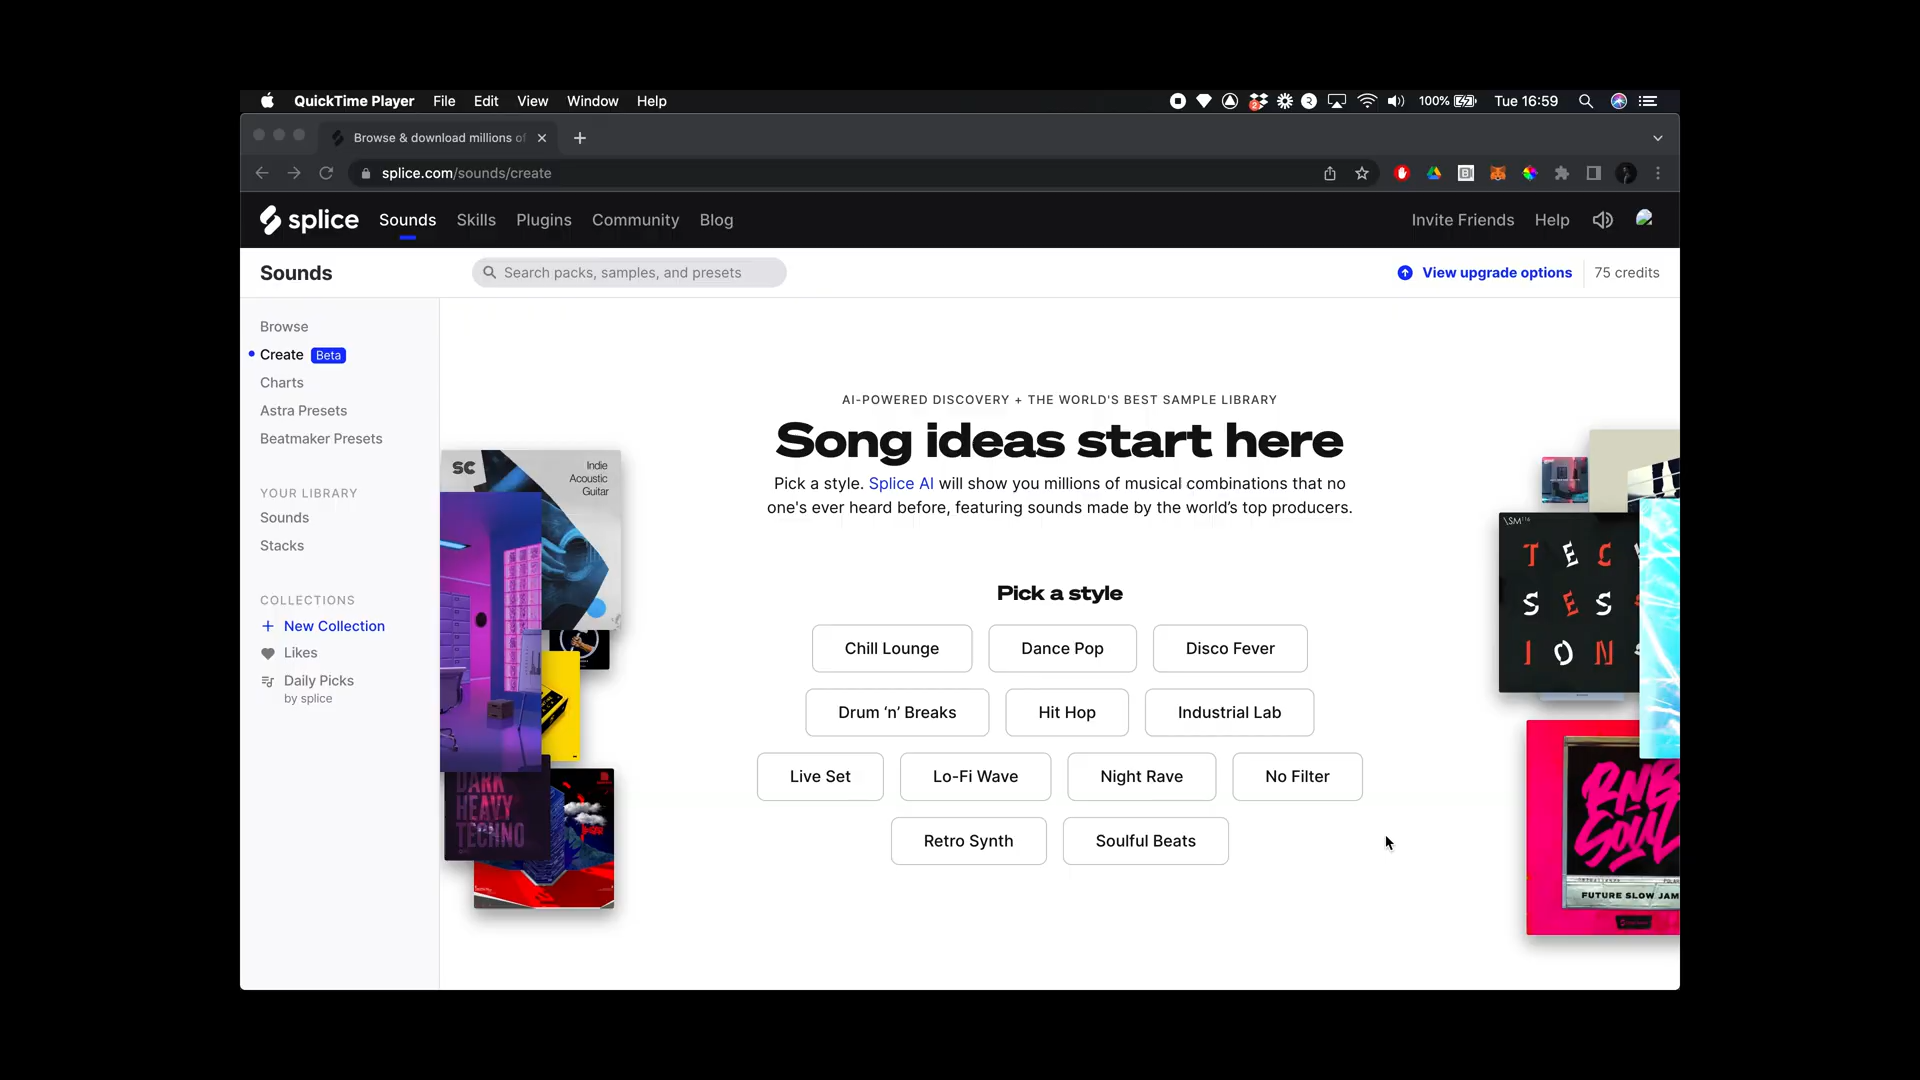 QuickTime Player File Edit View Window Help
2 100% Tue 16:59
Browse & download millions of
splice.com/sounds/create
splice Sounds Skills Plugins Community Blog Invite Friends Help
Sounds Search packs, samples, and presets View upgrade options 75 credits
Browse
Create Beta
Charts
Astra Presets
Beatmaker Presets
YOUR LIBRARY
Sounds
Stacks
COLLECTIONS
New Collection
Likes
Daily Picks
by splice
SC
Indie
Acoustic
Guitar
DARK
HEAVY
TECHNO
AI-POWERED DISCOVERY + THE WORLD'S BEST SAMPLE LIBRARY
Song ideas start here
Pick a style. Splice AI will show you millions of musical combinations that no
one's ever heard before, featuring sounds made by the world’s top producers.
Pick a style
Chill Lounge Dance Pop Disco Fever
Drum ‘n’ Breaks Hit Hop Industrial Lab
Live Set Lo-Fi Wave Night Rave No Filter
Retro Synth Soulful Beats
TEC
SES
ION
RNB
SOUL
FUTURE SLOW JAM